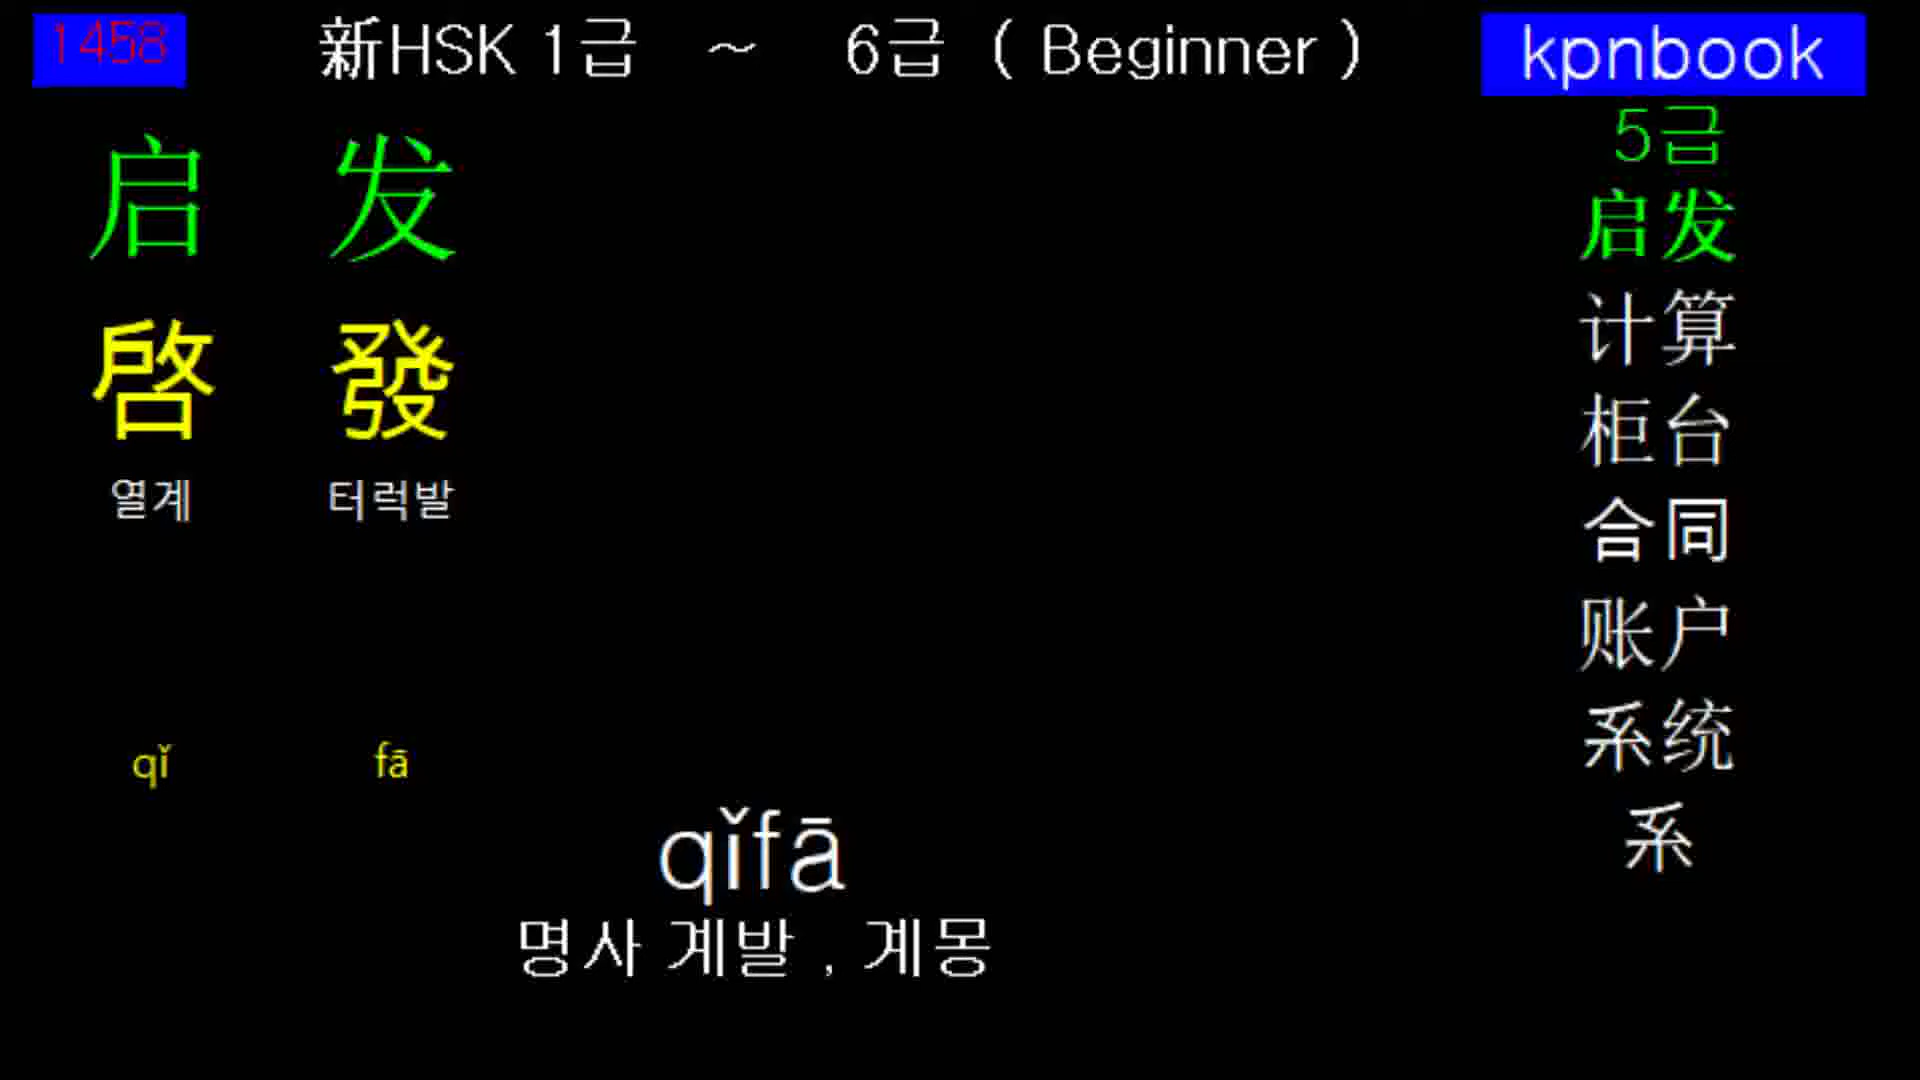 1458 新HSK 1급 ~ 6급 ( Beginner ) kpnbook
启 发
啓 發
열계 터럭발
qǐ fā
qǐfā
명사 계발 , 계몽
5급
启发
计算
柜台
合同
账户
系统
系